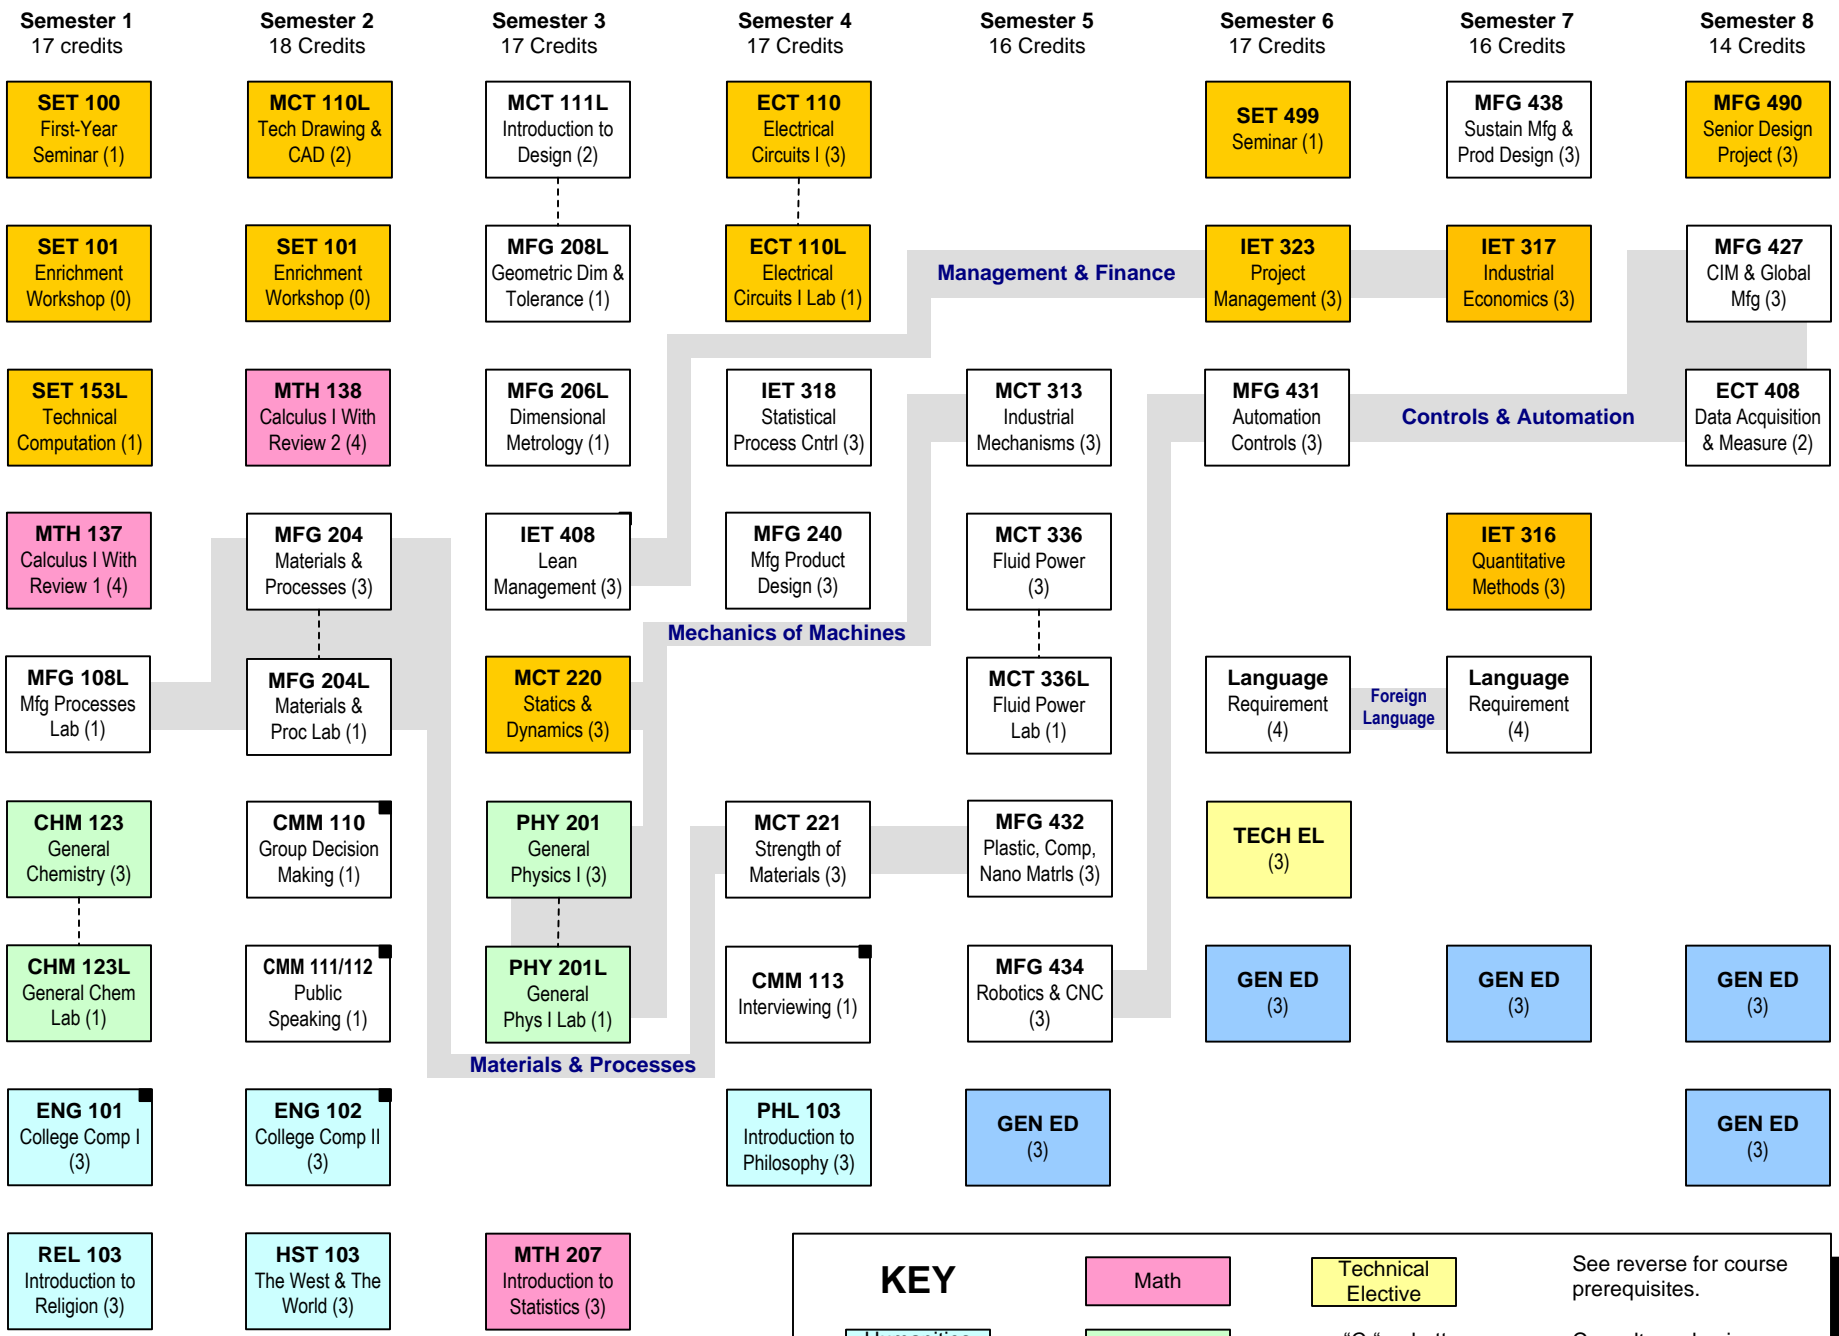 Semester 1
17 credits
Semester 2
18 Credits
Semester 3
17 Credits
Semester 4
17 Credits
Semester 5
16 Credits
Semester 6
17 Credits
Semester 7
16 Credits
Semester 8
14 Credits
SET 100
First-Year
Seminar (1)
MCT 110L
Tech Drawing &
CAD (2)
MCT 111L
Introduction to
Design (2)
ECT 110
Electrical
Circuits I (3)
SET 499
Seminar (1)
MFG 438
Sustain Mfg &
Prod Design (3)
MFG 490
Senior Design
Project (3)
SET 101
Enrichment
Workshop (0)
SET 101
Enrichment
Workshop (0)
MFG 208L
Geometric Dim &
Tolerance (1)
ECT 110L
Electrical
Circuits I Lab (1)
Management & Finance
IET 323
Project
Management (3)
IET 317
Industrial
Economics (3)
MFG 427
CIM & Global
Mfg (3)
SET 153L
Technical
Computation (1)
MTH 138
Calculus I With
Review 2 (4)
MFG 206L
Dimensional
Metrology (1)
IET 318
Statistical
Process Cntrl (3)
MCT 313
Industrial
Mechanisms (3)
MFG 431
Automation
Controls (3)
Controls & Automation
ECT 408
Data Acquisition
& Measure (2)
MTH 137
Calculus I With
Review 1 (4)
MFG 204
Materials &
Processes (3)
IET 408
Lean
Management (3)
MFG 240
Mfg Product
Design (3)
MCT 336
Fluid Power
(3)
IET 316
Quantitative
Methods (3)
Mechanics of Machines
MFG 108L
Mfg Processes
Lab (1)
MFG 204L
Materials &
Proc Lab (1)
MCT 220
Statics &
Dynamics (3)
MCT 336L
Fluid Power
Lab (1)
Language
Requirement
(4)
Foreign
Language
Language
Requirement
(4)
CHM 123
General
Chemistry (3)
CMM 110
Group Decision
Making (1)
PHY 201
General
Physics I (3)
MCT 221
Strength of
Materials (3)
MFG 432
Plastic, Comp,
Nano Matrls (3)
TECH EL
(3)
CHM 123L
General Chem
Lab (1)
CMM 111/112
Public
Speaking (1)
PHY 201L
General
Phys I Lab (1)
CMM 113
Interviewing (1)
MFG 434
Robotics & CNC
(3)
GEN ED
(3)
GEN ED
(3)
GEN ED
(3)
Materials & Processes
ENG 101
College Comp I
(3)
ENG 102
College Comp II
(3)
PHL 103
Introduction to
Philosophy (3)
GEN ED
(3)
GEN ED
(3)
REL 103
Introduction to
Religion (3)
HST 103
The West & The
World (3)
MTH 207
Introduction to
Statistics (3)
KEY
Math
Technical
Elective
See reverse for course
prerequisites.
Humanities